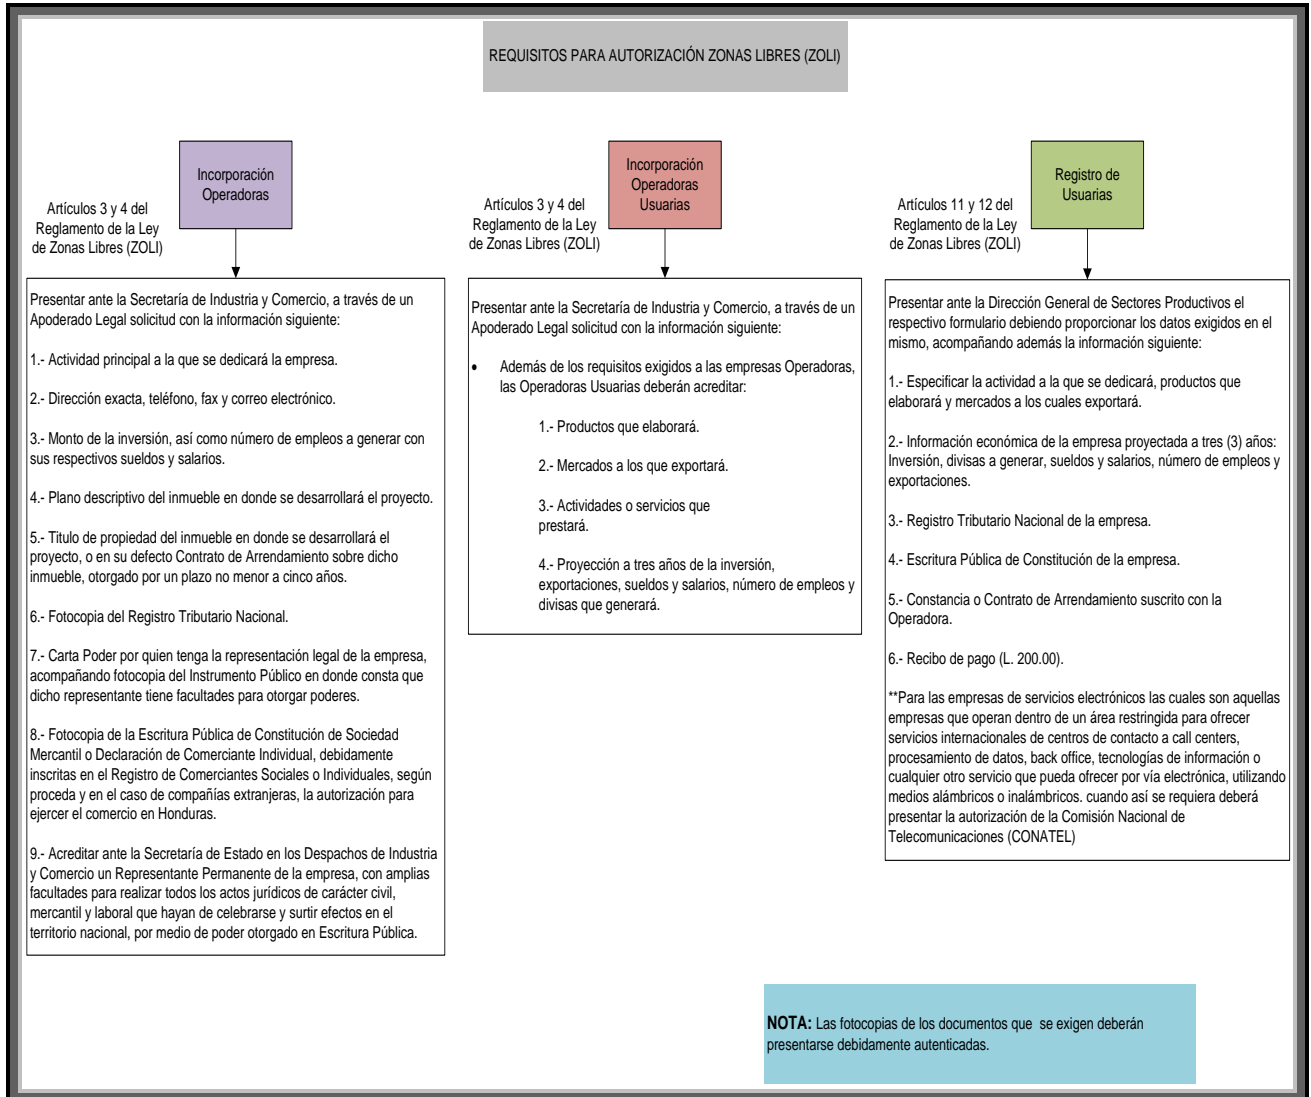 REQUISITOS PARA AUTORIZACIÓN ZONAS LIBRES (ZOLI)
Incorporación
Operadoras
Artículos 3 y 4 del
Reglamento de la Ley
de Zonas Libres (ZOLI)
Presentar ante la Secretaría de Industria y Comercio, a través de un
Apoderado Legal solicitud con la información siguiente:
1.- Actividad principal a la que se dedicará la empresa.
2.- Dirección exacta, teléfono, fax y correo electrónico.
3.- Monto de la inversión, así como número de empleos a generar con
sus respectivos sueldos y salarios.
4.- Plano descriptivo del inmueble en donde se desarrollará el proyecto.
5.- Titulo de propiedad del inmueble en donde se desarrollará el
proyecto, o en su defecto Contrato de Arrendamiento sobre dicho
inmueble, otorgado por un plazo no menor a cinco años.
6.- Fotocopia del Registro Tributario Nacional.
7.- Carta Poder por quien tenga la representación legal de la empresa,
acompañando fotocopia del Instrumento Público en donde consta que
dicho representante tiene facultades para otorgar poderes.
8.- Fotocopia de la Escritura Pública de Constitución de Sociedad
Mercantil o Declaración de Comerciante Individual, debidamente
inscritas en el Registro de Comerciantes Sociales o Individuales, según
proceda y en el caso de compañías extranjeras, la autorización para
ejercer el comercio en Honduras.
9.- Acreditar ante la Secretaría de Estado en los Despachos de Industria
y Comercio un Representante Permanente de la empresa, con amplias
facultades para realizar todos los actos jurídicos de carácter civil,
mercantil y laboral que hayan de celebrarse y surtir efectos en el
territorio nacional, por medio de poder otorgado en Escritura Pública.
Incorporación
Operadoras
Usuarias
Artículos 3 y 4 del
Reglamento de la Ley
de Zonas Libres (ZOLI)
Presentar ante la Secretaría de Industria y Comercio, a través de un
Apoderado Legal solicitud con la información siguiente:
• Además de los requisitos exigidos a las empresas Operadoras,
las Operadoras Usuarias deberán acreditar:
1.- Productos que elaborará.
2.- Mercados a los que exportará.
3.- Actividades o servicios que
prestará.
4.- Proyección a tres años de la inversión,
exportaciones, sueldos y salarios, número de empleos y
divisas que generará.
Registro de
Usuarias
Artículos 11 y 12 del
Reglamento de la Ley
de Zonas Libres (ZOLI)
Presentar ante la Dirección General de Sectores Productivos el
respectivo formulario debiendo proporcionar los datos exigidos en el
mismo, acompañando además la información siguiente:
1.- Especificar la actividad a la que se dedicará, productos que
elaborará y mercados a los cuales exportará.
2.- Información económica de la empresa proyectada a tres (3) años:
Inversión, divisas a generar, sueldos y salarios, número de empleos y
exportaciones.
3.- Registro Tributario Nacional de la empresa.
4.- Escritura Pública de Constitución de la empresa.
5.- Constancia o Contrato de Arrendamiento suscrito con la
Operadora.
6.- Recibo de pago (L. 200.00).
**Para las empresas de servicios electrónicos las cuales son aquellas
empresas que operan dentro de un área restringida para ofrecer
servicios internacionales de centros de contacto a call centers,
procesamiento de datos, back office, tecnologías de información o
cualquier otro servicio que pueda ofrecer por vía electrónica, utilizando
medios alámbricos o inalámbricos. cuando así se requiera deberá
presentar la autorización de la Comisión Nacional de
Telecomunicaciones (CONATEL)
NOTA: Las fotocopias de los documentos que se exigen deberán
presentarse debidamente autenticadas.